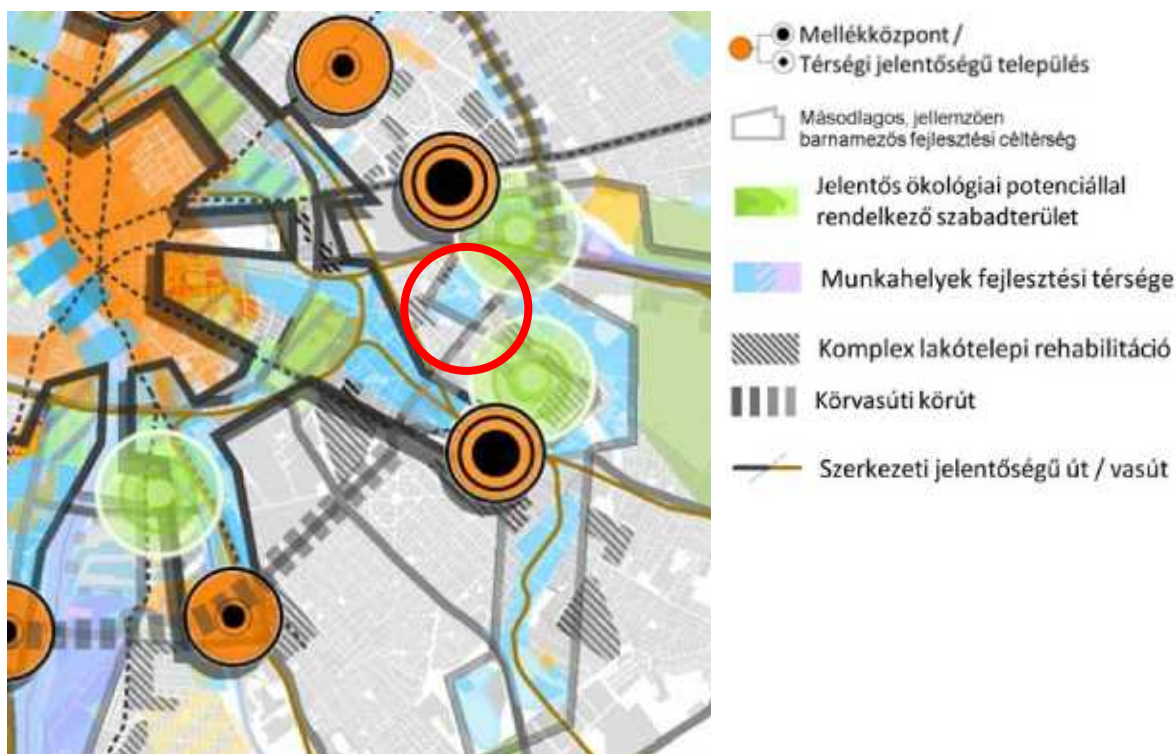 Mellékközpont /
Térségi jelentőségű település
Másodlagos, jellemzően
barnamezős fejlesztési céltérség
Jelentős ökológiai potenciállal
rendelkező szabadterület
Munkahelyek fejlesztési térsége
Komplex lakótelepi rehabilitáció
Körvasúti körút
Szerkezeti jelentőségű út / vasút